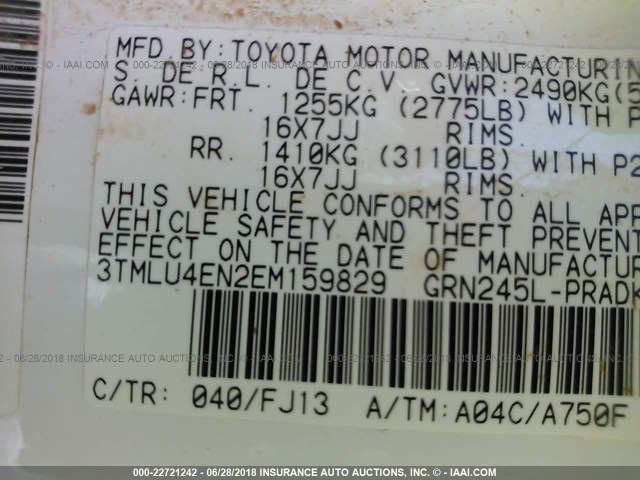 MFD.BY:TOYOTA MOTOR MANUFACTURIN
S. DE R.L. DE C.V. GVWR:2490KG(5
GAWR:FRT. 1255KG (2775LB) WITH P
16X7JJ RIMS.
RR. 1410KG (3110LB) WITH P2
16X7JJ RIMS.
THIS VEHICLE CONFORMS TO ALL APP
VEHICLE SAFETY AND THEFT PREVENT
EFFECT ON THE DATE OF MANUFACTUR
3TMLU4EN2EM159829 GRN245L-PRADK
C/TR: 040/FJ13 A/TM:A04C/A750F
000-22721242 - 06/28/2018 INSURANCE AUTO AUCTIONS, INC. - IAAI.COM